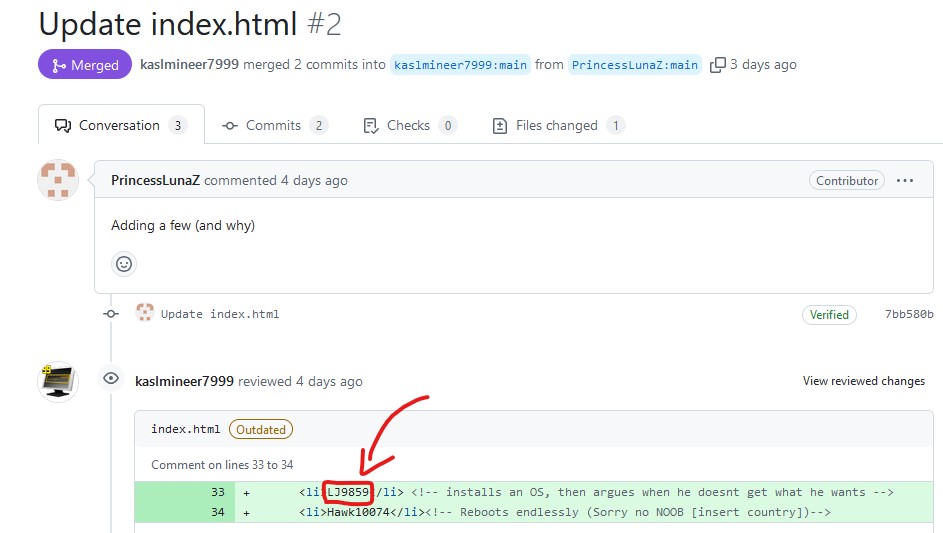 Update index.html #2
Merged kaslmineer7999 merged 2 commits into kaslmineer7999:main from PrincessLunaZ:main 3 days ago
Conversation 3 Commits 2 Checks 0 Files changed 1
PrincessLunaZ commented 4 days ago Contributor ...
Adding a few (and why)
Update index.html Verified 7bb580b
kaslmineer7999 reviewed 4 days ago View reviewed changes
index.html Outdated
Comment on lines 33 to 34
33 + <li>LJ9859</li> <!-- installs an OS, then argues when he doesnt get what he wants -->
34 + <li>Hawk10074</li><!-- Reboots endlessly (Sorry no NOOB [insert country])-->